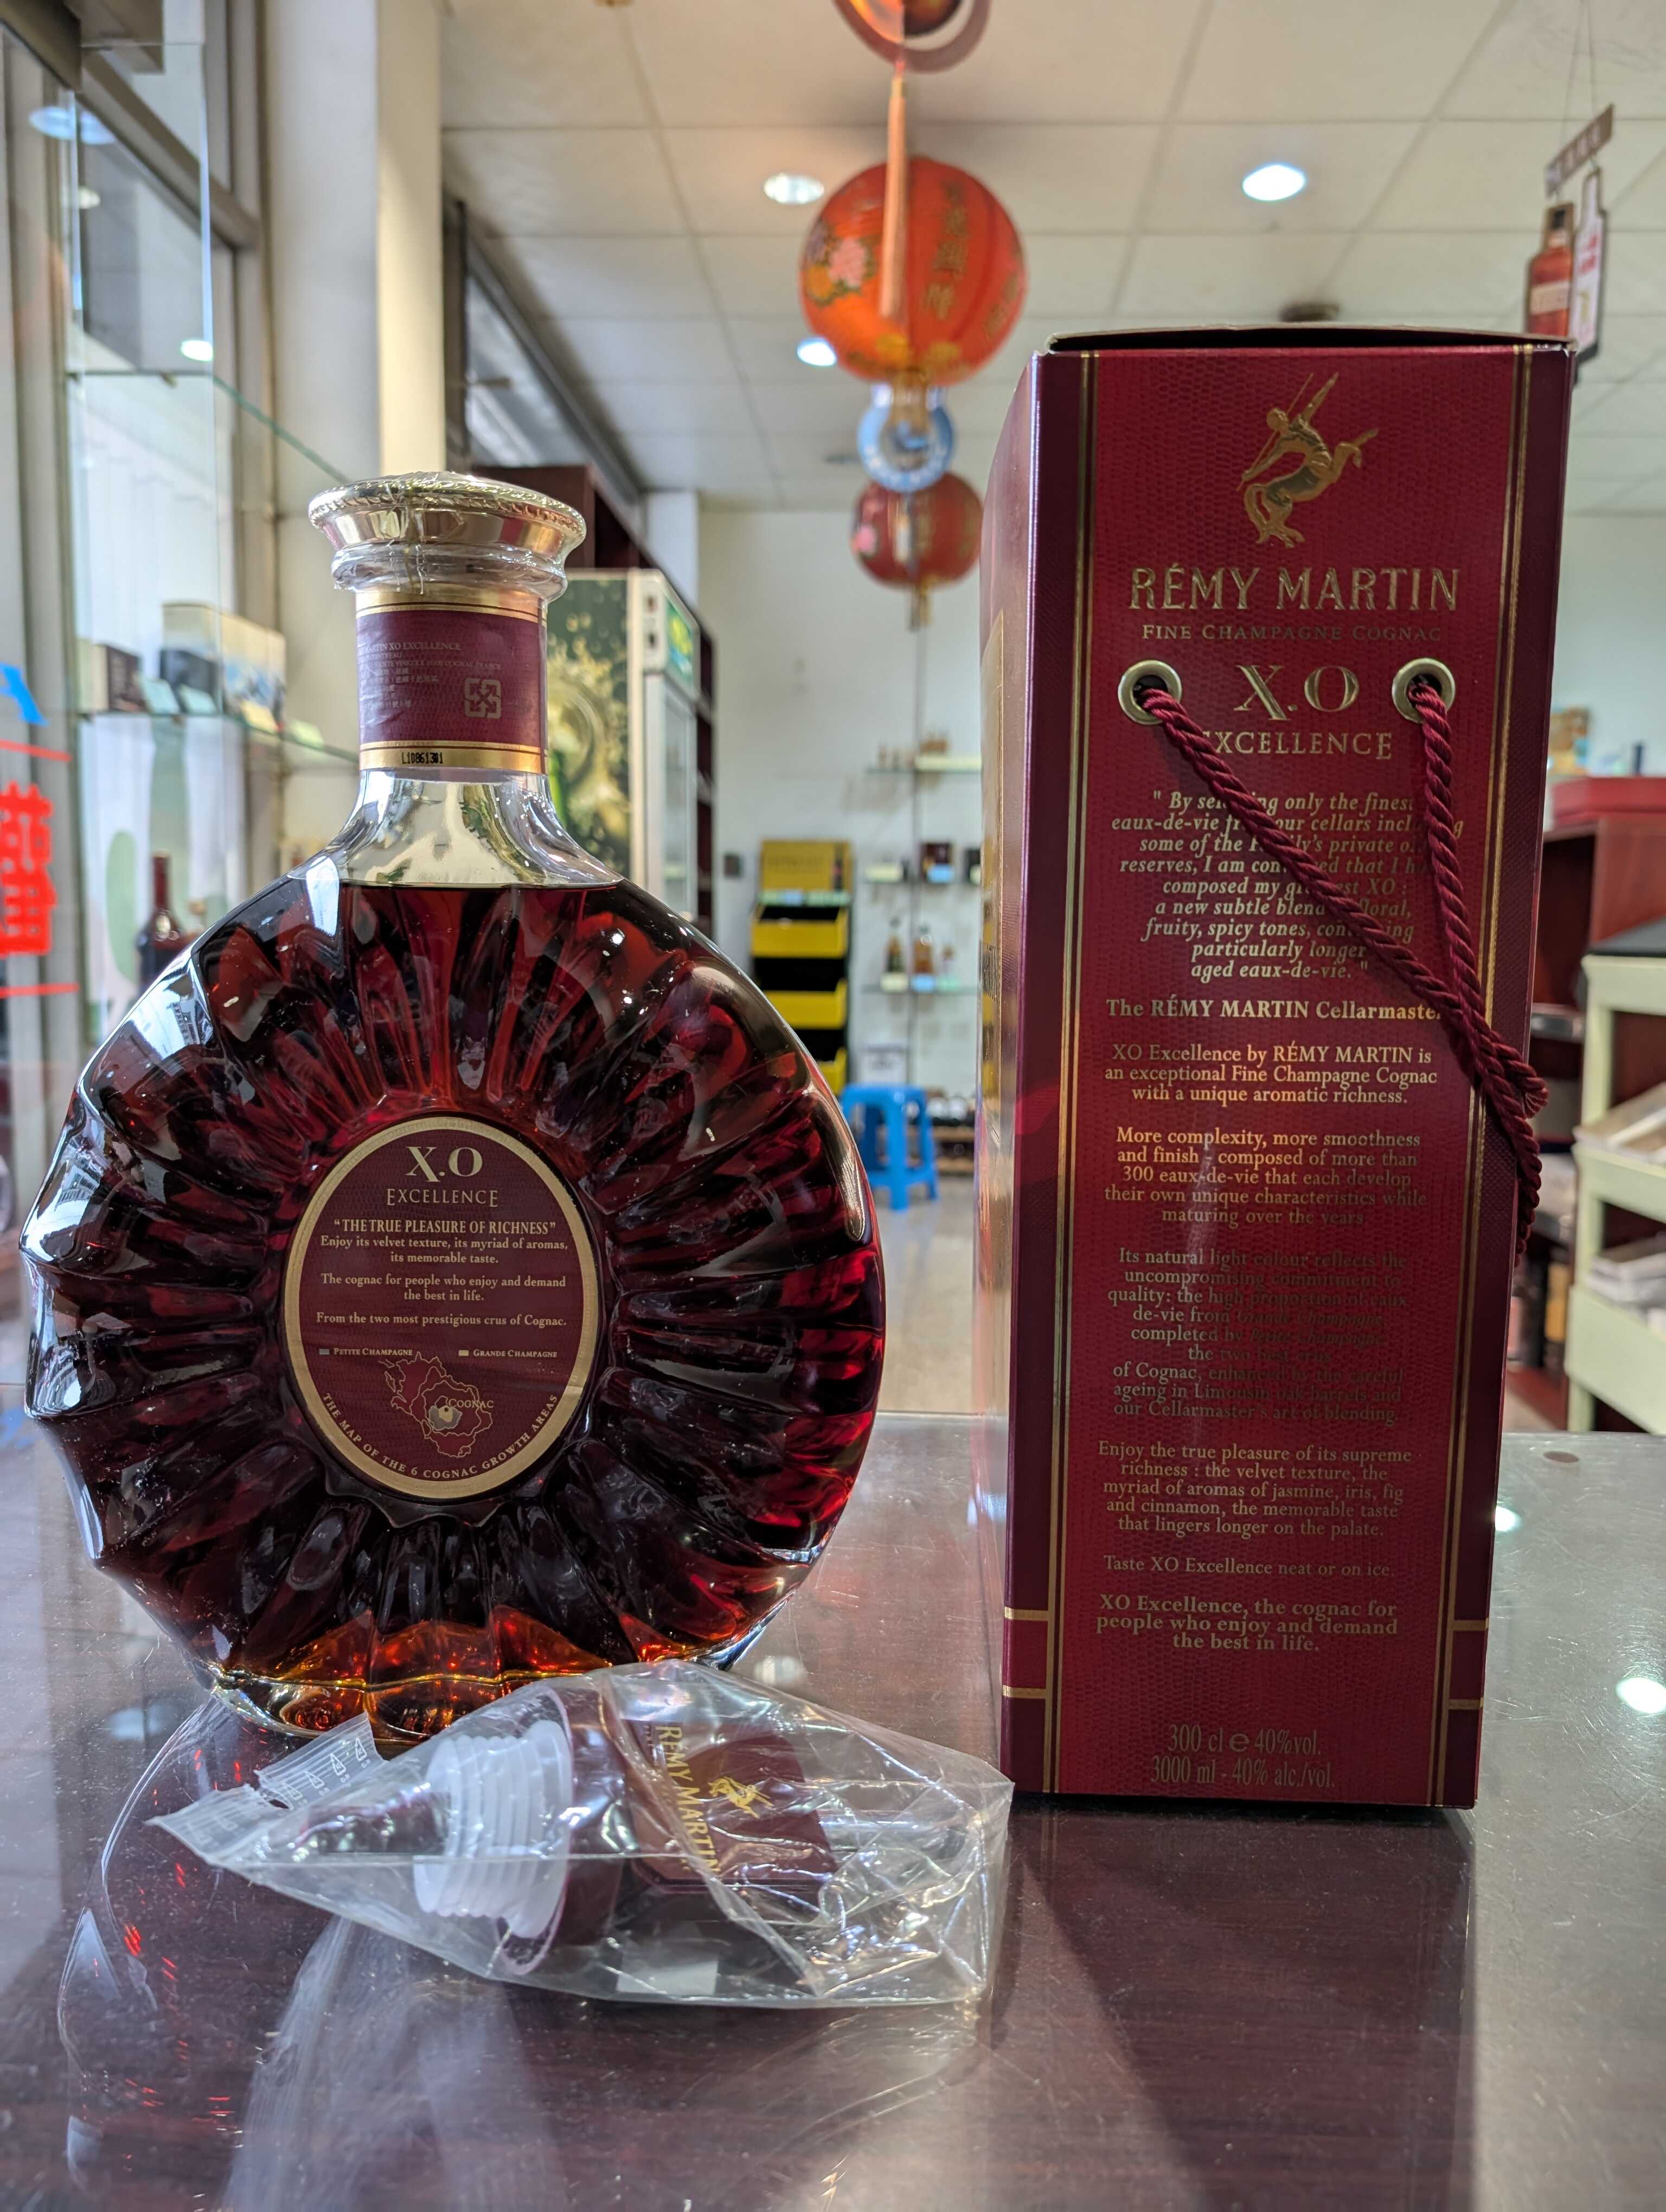 MARTIN XO EXCELLENCE
L10861301
X.O
EXCELLENCE
"THE TRUE PLEASURE OF RICHNESS"
Enjoy its velvet texture, its myriad of aromas,
its memorable taste.
The cognac for people who enjoy and demand
the best in life.
From the two most prestigious crus of Cognac.
PETITE CHAMPAGNE GRANDE CHAMPAGNE
COGNAC
THE MAP OF THE 6 COGNAC GROWTH AREAS
RÉMY MARTIN
RÉMY MARTIN
FINE CHAMPAGNE COGNAC
X.O
EXCELLENCE
" By only the finest
eaux-de-vie our cellars
some of the private
reserves, I am that I
composed my XO :
a new subtle blend floral,
fruity, spicy tones,
particularly longer
aged eaux-de-vie. "
The RÉMY MARTIN Cellarmaster
XO Excellence by RÉMY MARTIN is
an exceptional Fine Champagne Cognac
with a unique aromatic richness.
More complexity, more smoothness
and finish - composed of more than
300 eaux-de-vie that each develop
their own unique characteristics while
maturing over the years
Its natural light colour reflects the
uncompromising commitment to
quality: the high proportion of eaux
de-vie from Grande Champagne
completed by Petite Champagne,
the two best crus
of Cognac, enhanced by the careful
ageing in Limousin oak barrels and
our Cellarmaster's art of blending.
Enjoy the true pleasure of its supreme
richness : the velvet texture, the
myriad of aromas of jasmine, iris, fig
and cinnamon, the memorable taste
that lingers longer on the palate.
Taste XO Excellence neat or on ice.
XO Excellence, the cognac for
people who enjoy and demand
the best in life.
300 cl e 40%vol.
3000 ml - 40% alc./vol.